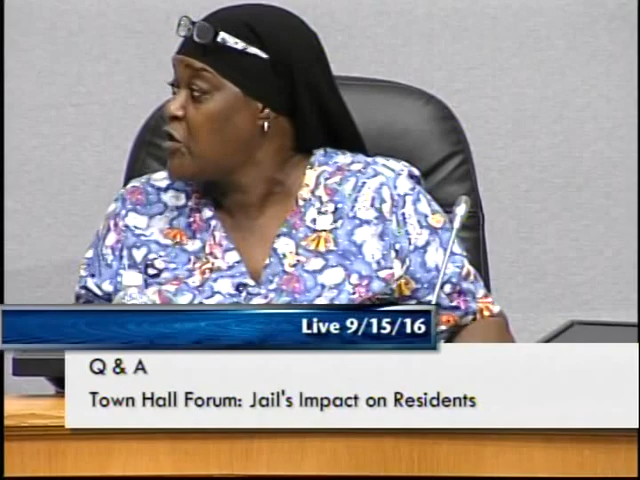 Live 9/15/16
Q & A
Town Hall Forum: Jail's Impact on Residents